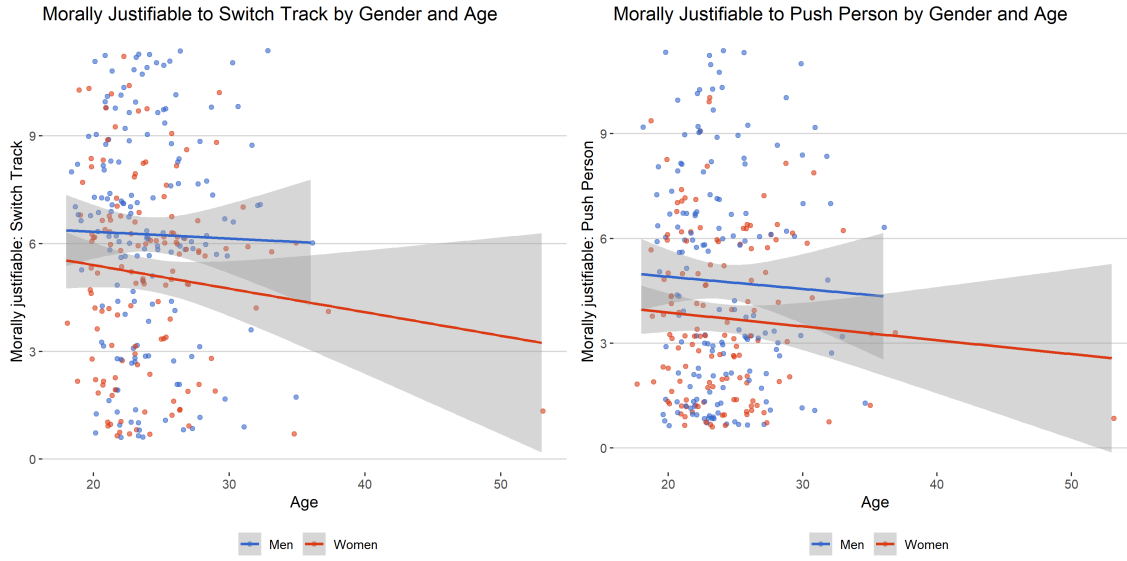 Morally Justifiable to Switch Track by Gender and Age
Morally justifiable: Switch Track
9
6
3
0
20 30 40 50
Age
Men Women
Morally Justifiable to Push Person by Gender and Age
Morally justifiable: Push Person
9
6
3
0
20 30 40 50
Age
Men Women